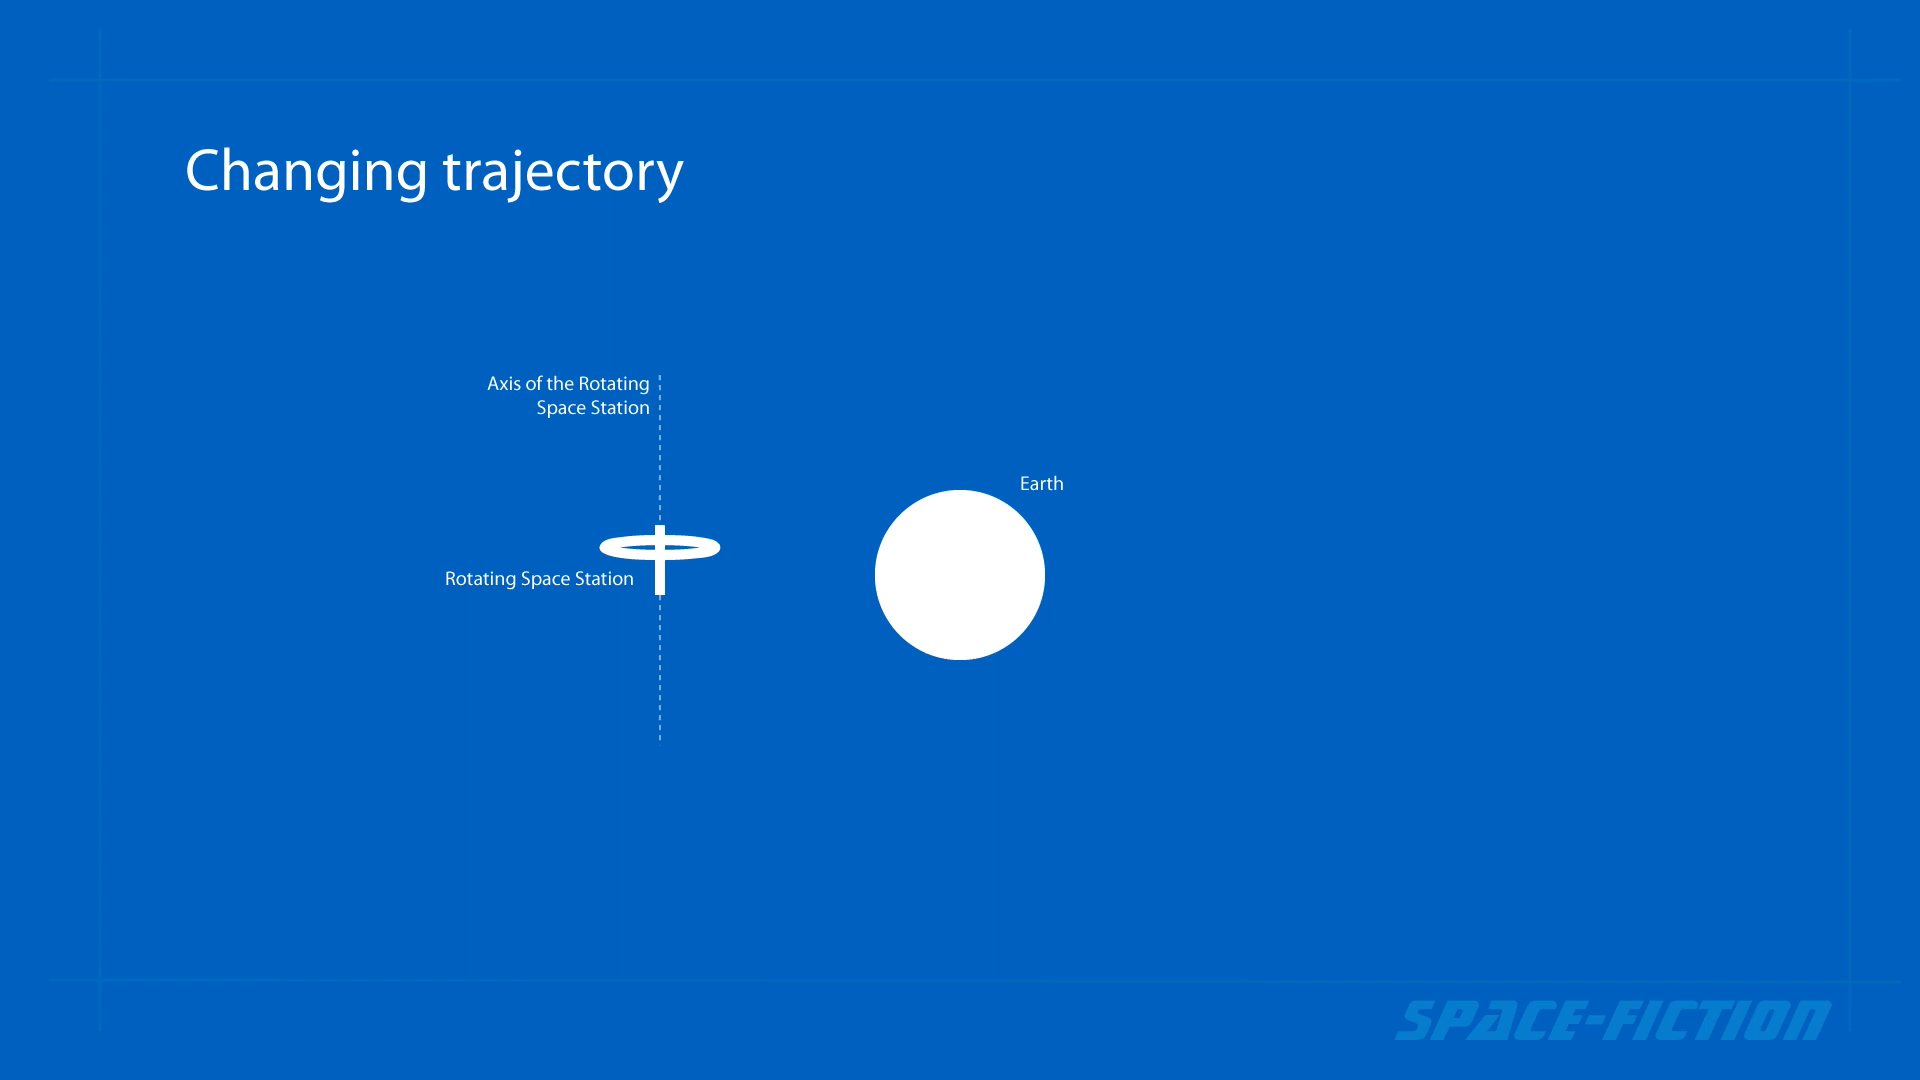 Changing trajectory
Axis of the Rotating
Space Station
Earth
Rotating Space Station
SPACE-FICTION